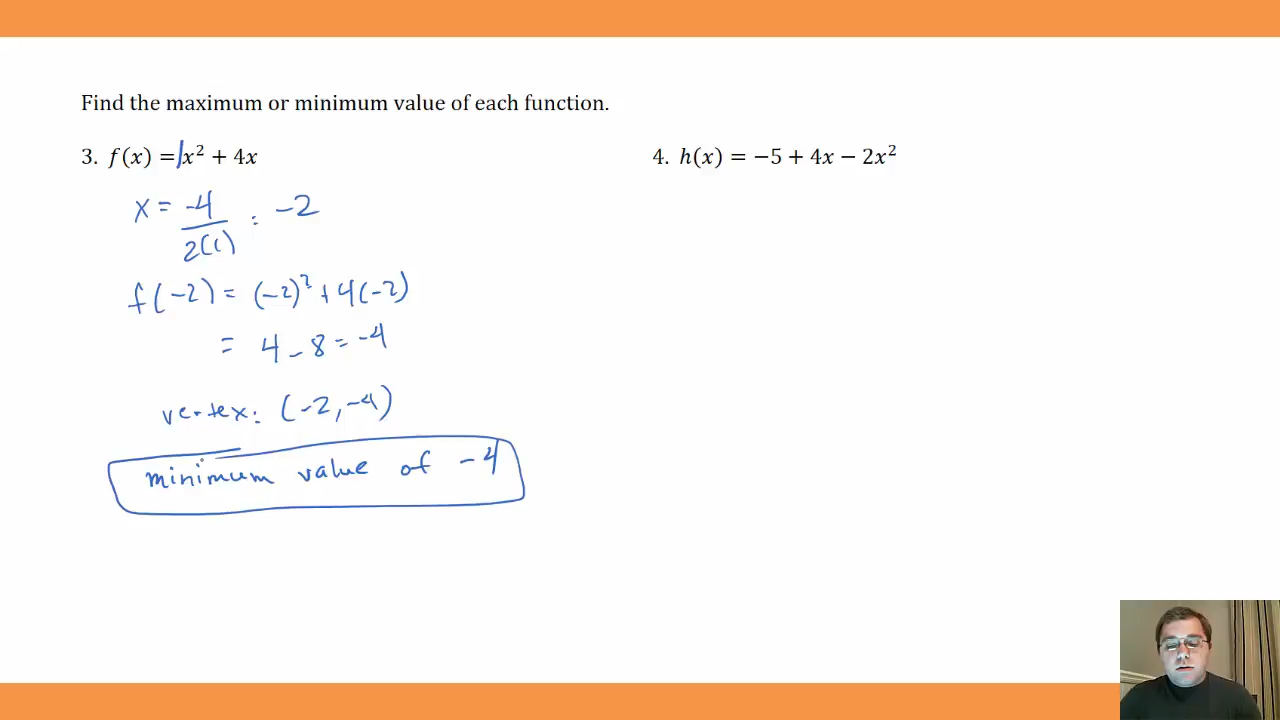 Find the maximum or minimum value of each function.
3. f(x) = 1x² + 4x
x = -4/2(1) = -2
f(-2) = (-2)² + 4(-2)
= 4 - 8 = -4
vertex: (-2, -4)
minimum value of -4
4. h(x) = −5 + 4x − 2x²